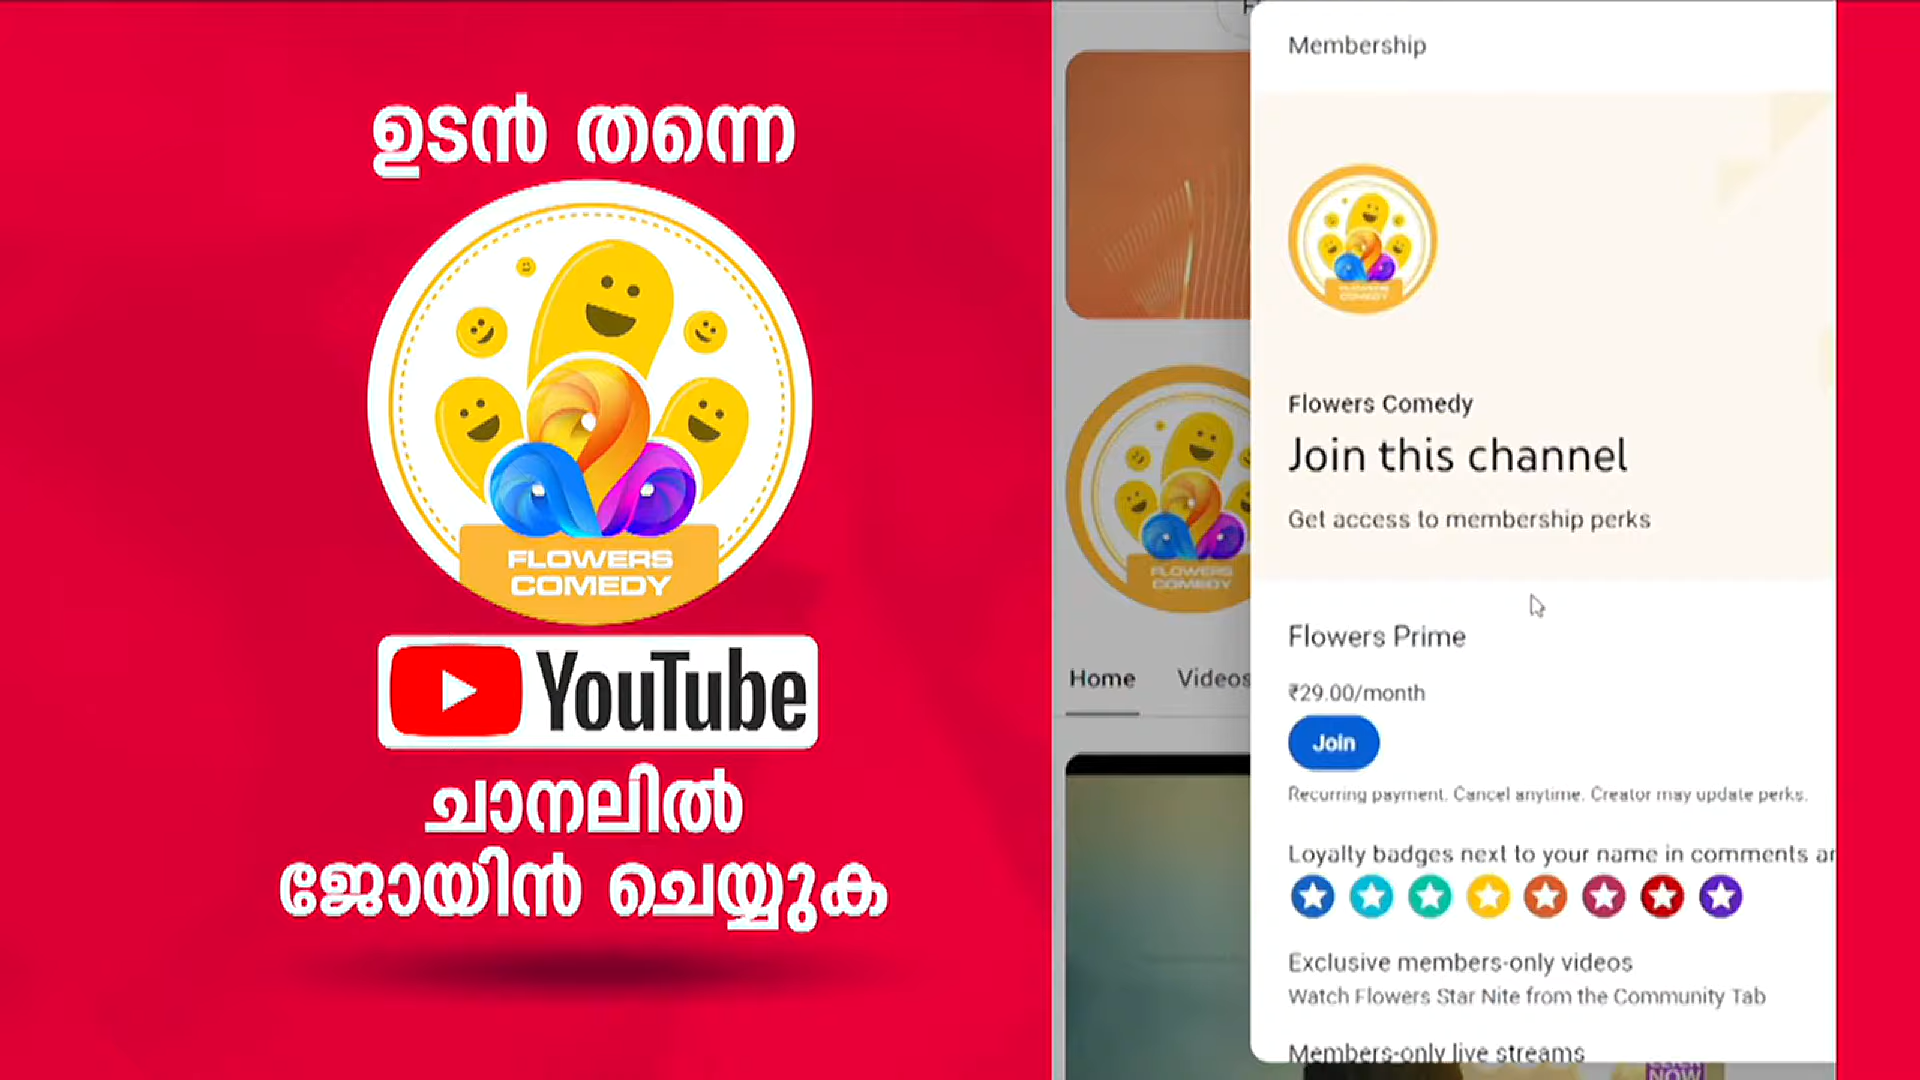 ഉടൻ തന്നെ
FLOWERS
COMEDY
YouTube
ചാനലിൽ
ജോയിൻ ചെയ്യുക
FLOWERS
COMEDY
Home Videos
Membership
FLOWERS
COMEDY
Flowers Comedy
Join this channel
Get access to membership perks
Flowers Prime
₹29.00/month
Join
Recurring payment. Cancel anytime. Creator may update perks.
Loyalty badges next to your name in comments
Exclusive members-only videos
Watch Flowers Star Nite from the Community Tab
Members-only live streams
NOW